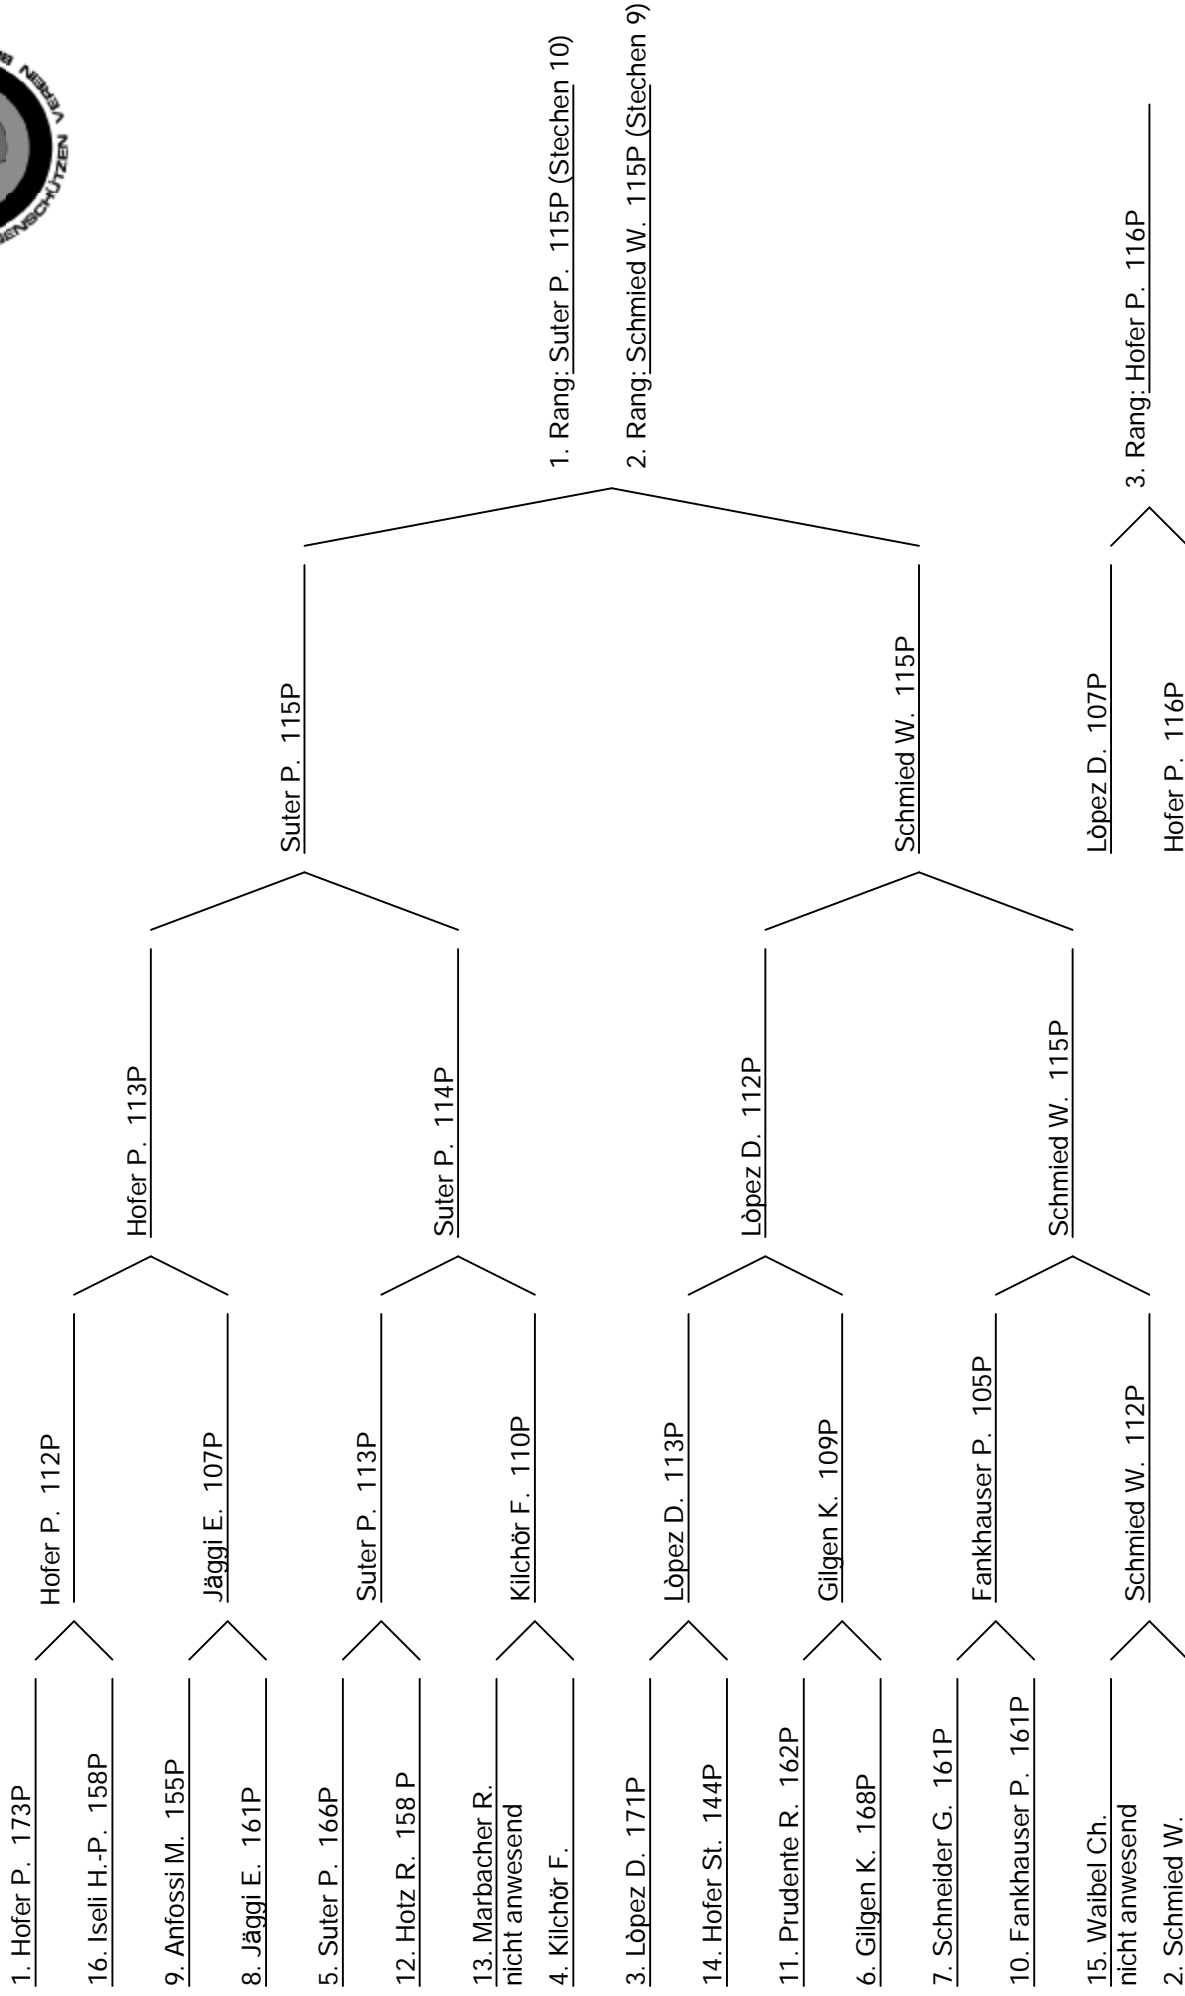 1. Hofer P.  173P
16. Iseli H.-P.  158P
9. Anfossi M.  155P
8. Jäggi E.  161P
5. Suter P.  166P
12. Hotz R.  158 P
13. Marbacher R.
nicht anwesend
4. Kilchör F.
3. Lòpez D.  171P
14. Hofer St.  144P
11. Prudente R.  162P
6. Gilgen K.  168P
7. Schneider G.  161P
10. Fankhauser P.  161P
15. Waibel Ch.
nicht anwesend
2. Schmied W.
Hofer P.  112P
Jäggi E.  107P
Suter P.  113P
Kilchör F.  110P
Lòpez D.  113P
Gilgen K.  109P
Fankhauser P.  105P
Schmied W.  112P
Hofer P.  113P
Suter P.  114P
Lòpez D.  112P
Schmied W.  115P
Suter P.  115P
Schmied W.  115P
Lòpez D.  107P
Hofer P.  116P
1. Rang: Suter P.  115P (Stechen 10)
2. Rang: Schmied W.  115P (Stechen 9)
3. Rang: Hofer P.  116P
VEREIN